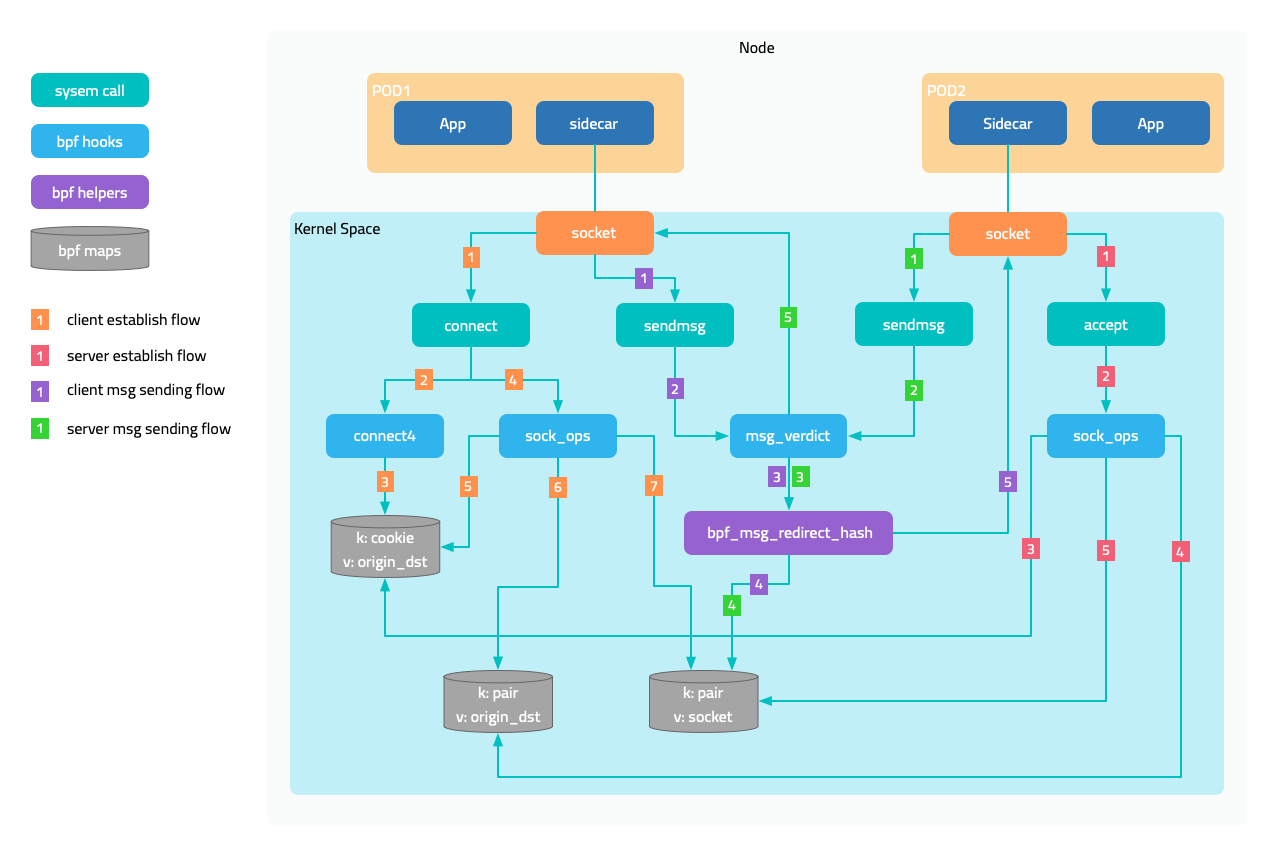 Node
sysem call
bpf hooks
bpf helpers
bpf maps
1 client establish flow
1 server establish flow
1 client msg sending flow
1 server msg sending flow
POD1
App
sidecar
POD2
Sidecar
App
Kernel Space
socket
socket
1
1
5
1
1
connect
sendmsg
sendmsg
accept
2
4
2
2
2
connect4
sock_ops
msg_verdict
sock_ops
3
5
6
7
3
3
5
3
5
4
bpf_msg_redirect_hash
k: cookie
v: origin_dst
4
4
k: pair
v: origin_dst
k: pair
v: socket